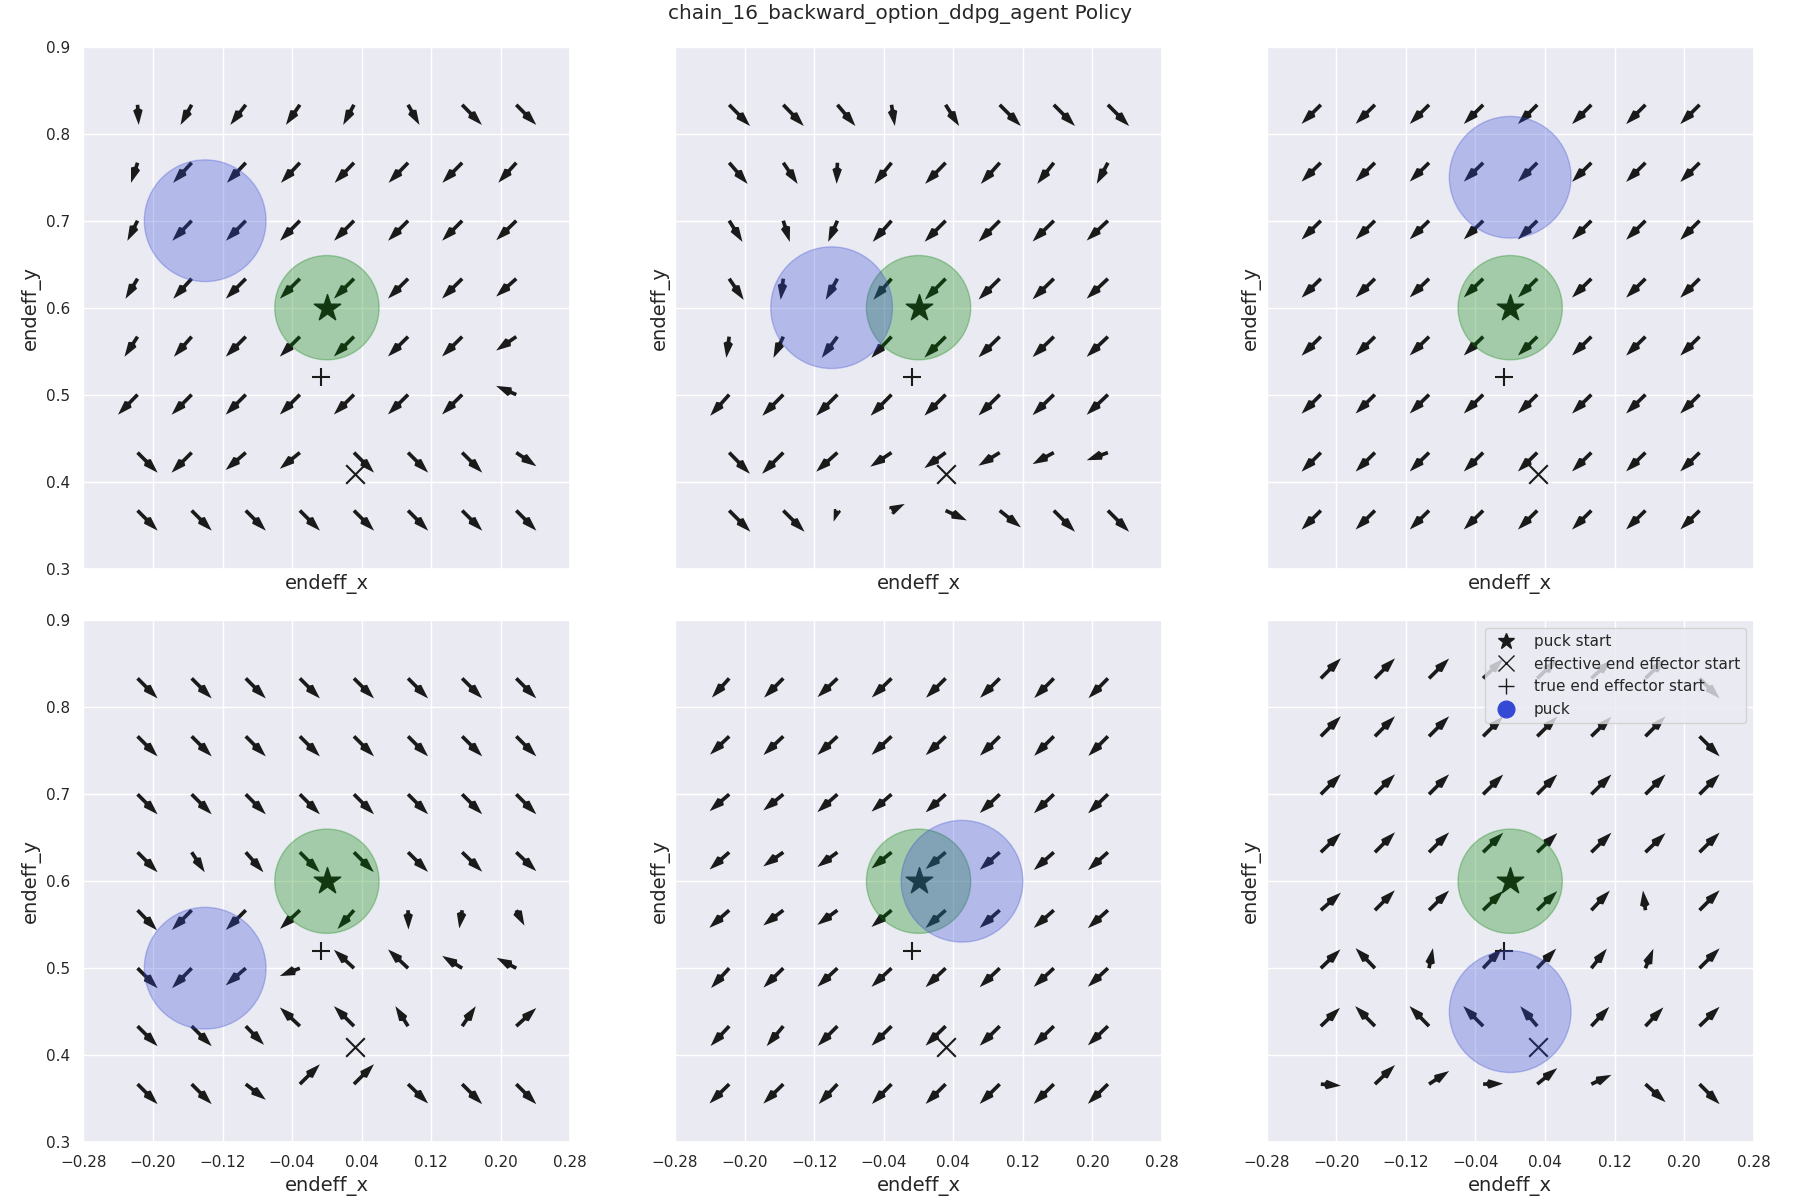 chain_16_backward_option_ddpg_agent Policy
0.9
0.8
0.7
0.6
0.5
0.4
0.3
endeff_y
endeff_x
endeff_y
endeff_x
endeff_y
endeff_x
0.9
0.8
0.7
0.6
0.5
0.4
0.3
endeff_y
−0.28 −0.20 −0.12 −0.04 0.04 0.12 0.20 0.28
endeff_x
endeff_y
−0.28 −0.20 −0.12 −0.04 0.04 0.12 0.20 0.28
endeff_x
puck start
effective end effector start
true end effector start
puck
endeff_y
−0.28 −0.20 −0.12 −0.04 0.04 0.12 0.20 0.28
endeff_x